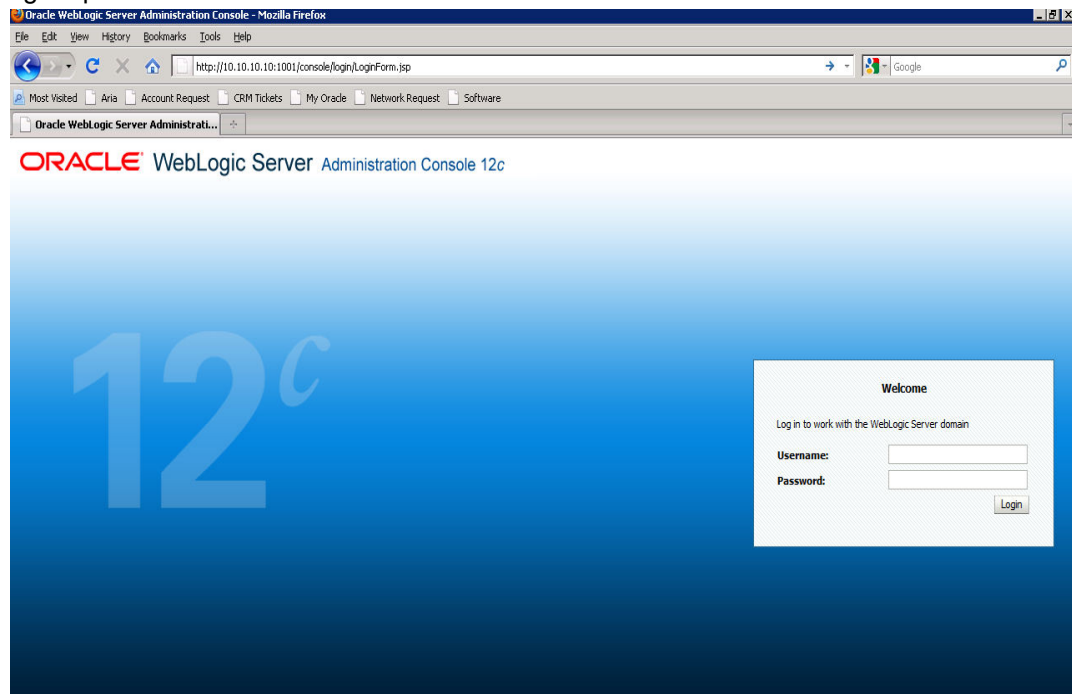 Oracle WebLogic Server Administration Console - Mozilla Firefox
File Edit View History Bookmarks Tools Help
http://10.10.10.10:1001/console/login/LoginForm.jsp Google
Most Visited Aria Account Request CRM Tickets My Oracle Network Request Software
Oracle WebLogic Server Administrati...
ORACLE WebLogic Server Administration Console 12c
12c
Welcome
Log in to work with the WebLogic Server domain
Username:
Password:
Login